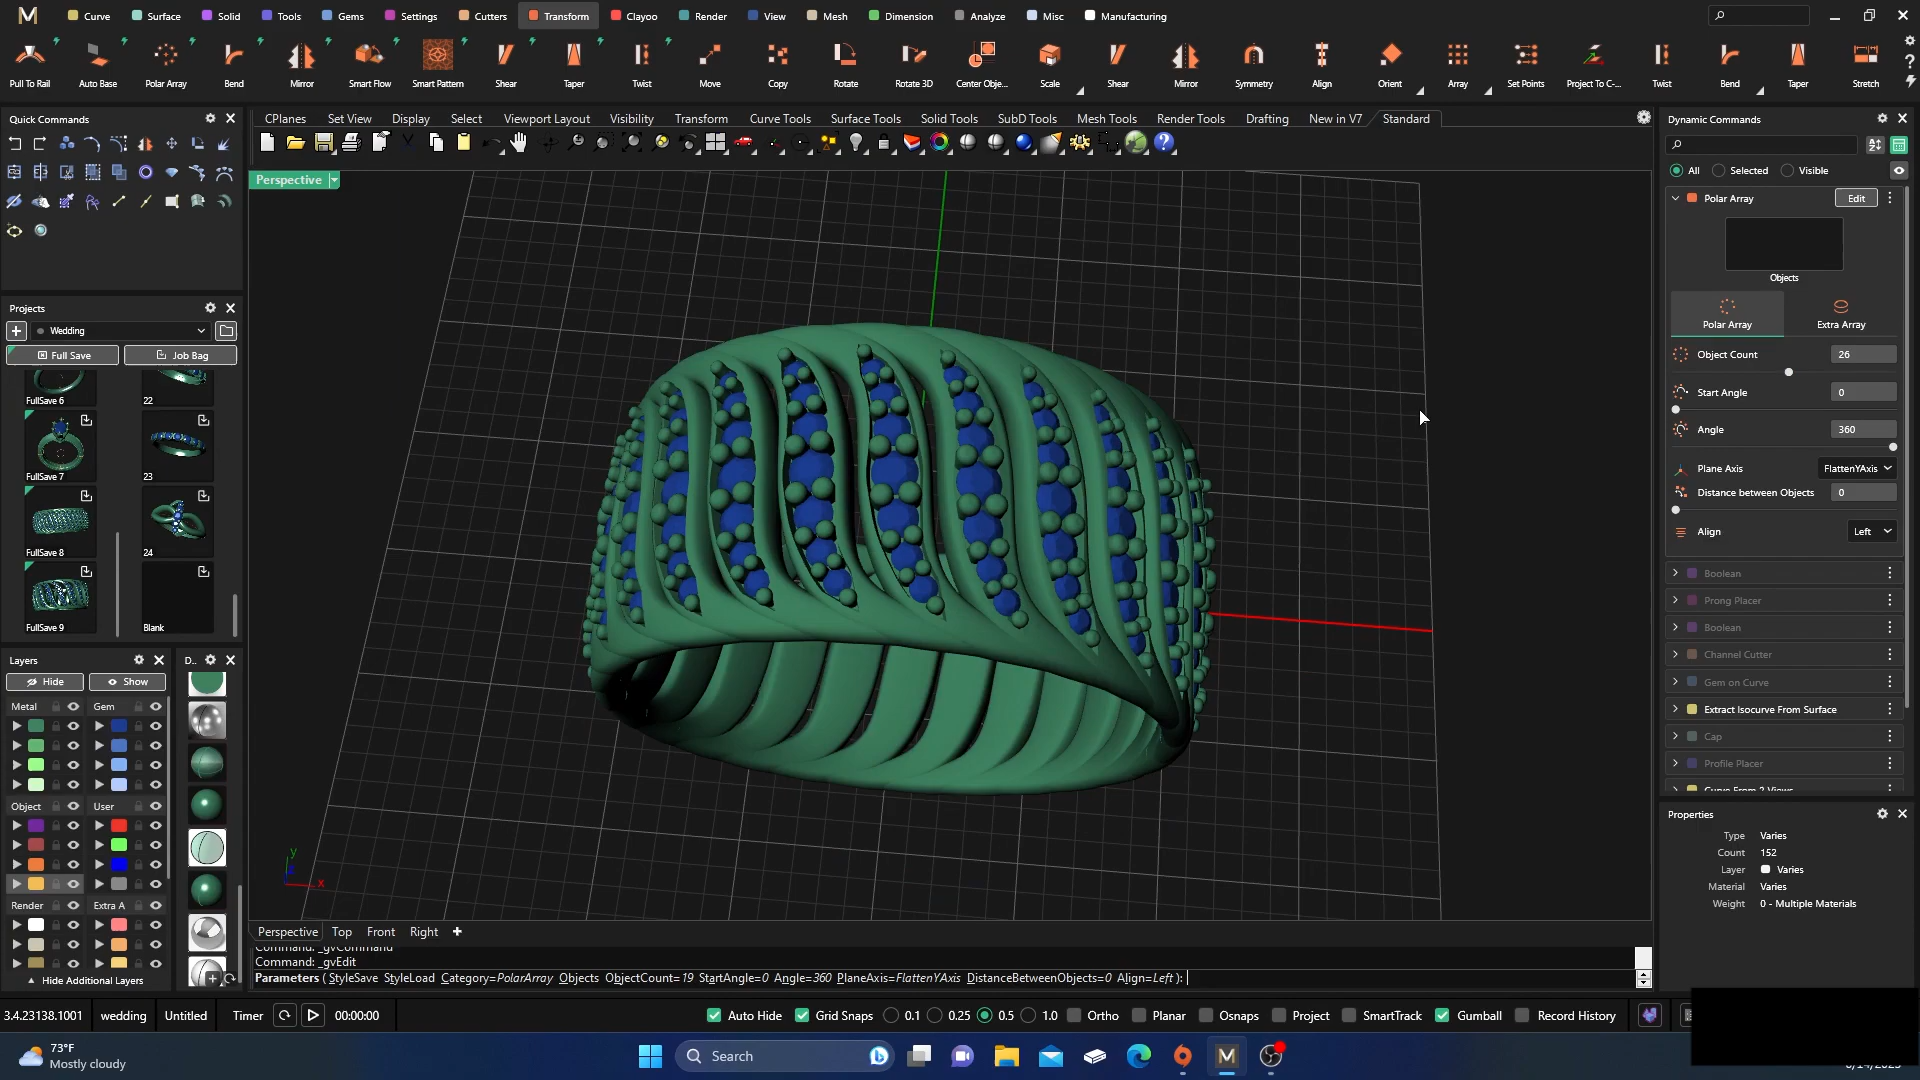 Curve Surface Solid Tools Gems Settings Cutters Transform Clayoo Render View Mesh Dimension Analyze Misc Manufacturing
Pull To Rail Auto Base Polar Array Bend Mirror Smart Flow Smart Pattern Shear Taper Twist Move Copy Rotate Rotate 3D Center Obje... Scale Shear Mirror Symmetry Align Orient Array Set Points Project To C-... Twist Bend Taper Stretch
Quick Commands
CPlanes Set View Display Select Viewport Layout Visibility Transform Curve Tools Surface Tools Solid Tools SubD Tools Mesh Tools Render Tools Drafting New in V7 Standard
Perspective
Projects
Wedding
Full Save Job Bag
FullSave 6 22
FullSave 7 23
FullSave 8 24
FullSave 9 Blank
Layers D..
Hide Show
Metal Gem
Object User
Render Extra A
Hide Additional Layers
y
x
Perspective Top Front Right
Command: _gvCommand
Command: _gvEdit
Parameters ( StyleSave StyleLoad Category=PolarArray Objects ObjectCount=19 StartAngle=0 Angle=360 PlaneAxis=FlattenYAxis DistanceBetweenObjects=0 Align=Left ):
Dynamic Commands
All Selected Visible
Polar Array Edit
Objects
Polar Array Extra Array
Object Count 26
Start Angle 0
Angle 360
Plane Axis FlattenYAxis
Distance between Objects 0
Align Left
Boolean
Prong Placer
Boolean
Channel Cutter
Gem on Curve
Extract Isocurve From Surface
Cap
Profile Placer
Curve From 2 Views
Properties
Type Varies
Count 152
Layer Varies
Material Varies
Weight 0 - Multiple Materials
3.4.23138.1001 wedding Untitled Timer 00:00:00 Auto Hide Grid Snaps 0.1 0.25 0.5 1.0 Ortho Planar Osnaps Project SmartTrack Gumball Record History
73°F
Mostly cloudy
Search